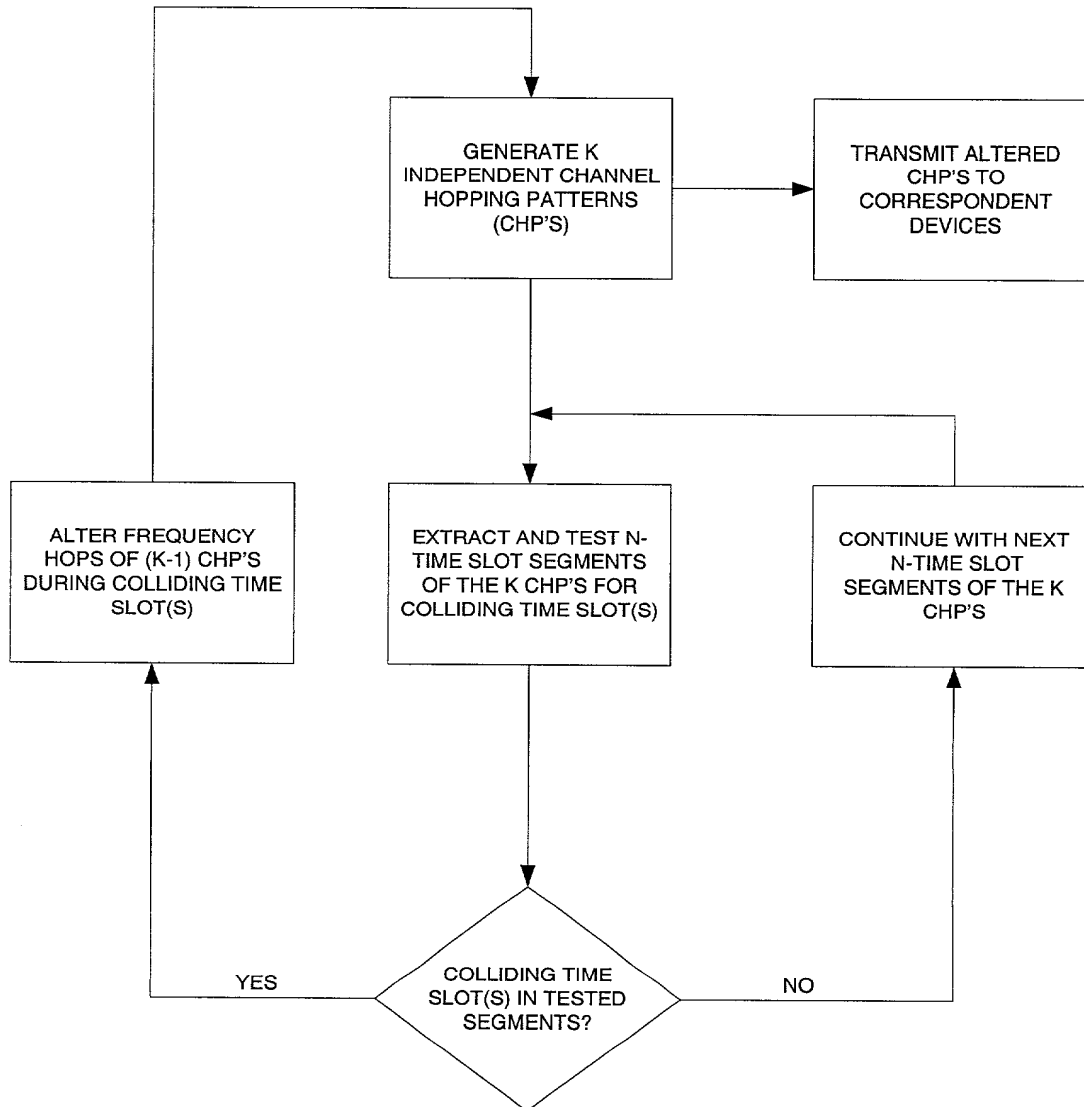 GENERATE K
INDEPENDENT CHANNEL
HOPPING PATTERNS
(CHP'S)
TRANSMIT ALTERED
CHP'S TO
CORRESPONDENT
DEVICES
ALTER FREQUENCY
HOPS OF (K-1) CHP'S
DURING COLLIDING TIME
SLOT(S)
EXTRACT AND TEST N-
TIME SLOT SEGMENTS
OF THE K CHP'S FOR
COLLIDING TIME SLOT(S)
CONTINUE WITH NEXT
N-TIME SLOT
SEGMENTS OF THE K
CHP'S
YES
COLLIDING TIME
SLOT(S) IN TESTED
SEGMENTS?
NO